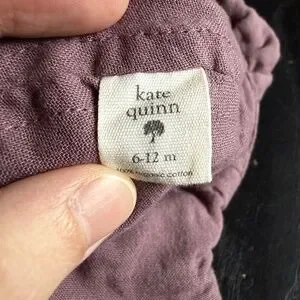 kate
quinn
6-12 m
100% organic cotton